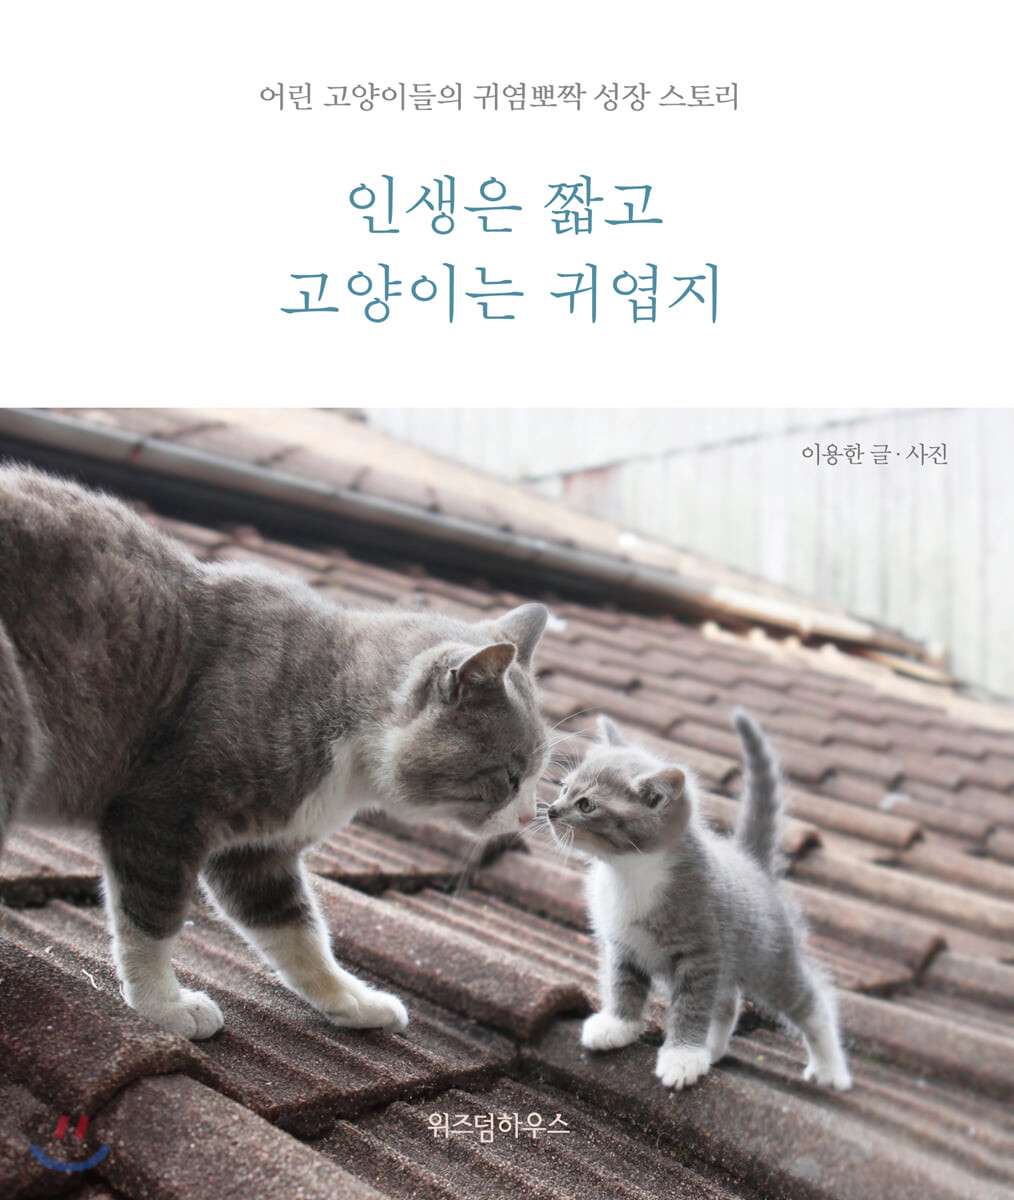 어린 고양이들의 귀염뽀짝 성장 스토리
인생은 짧고
고양이는 귀엽지
이용한 글·사진
위즈덤하우스